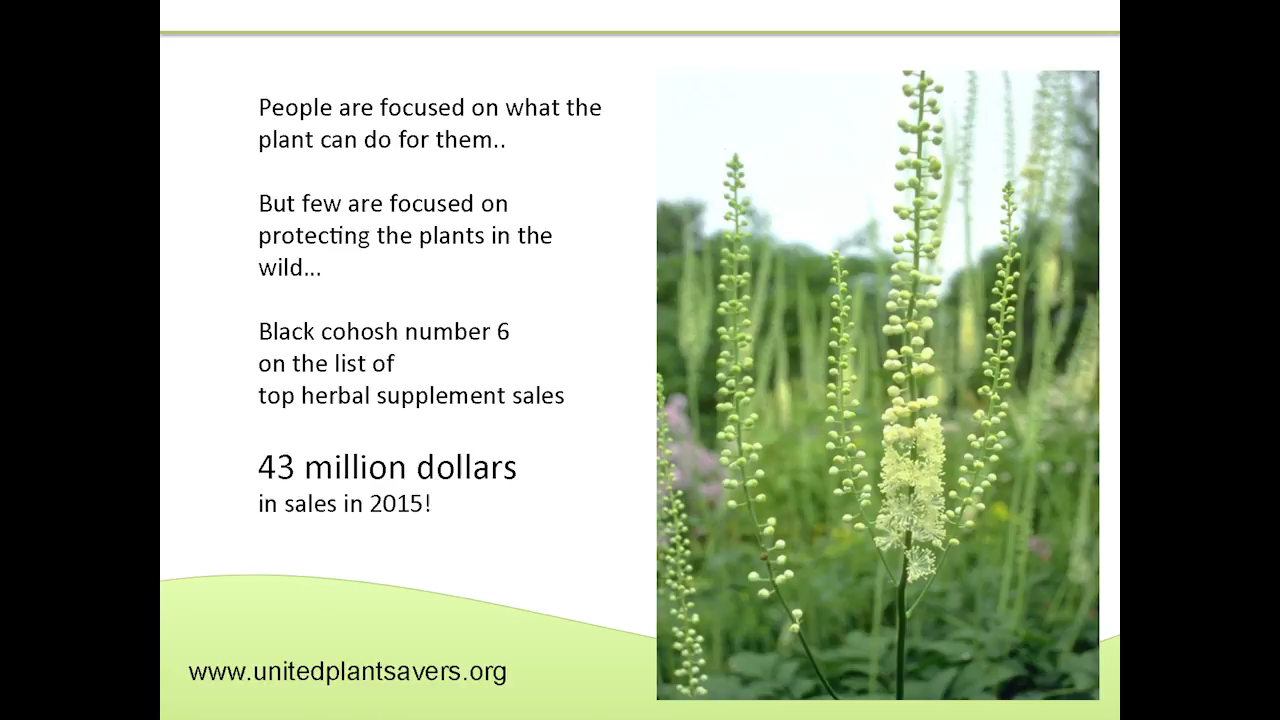 People are focused on what the
plant can do for them..
But few are focused on
protecting the plants in the
wild...
Black cohosh number 6
on the list of
top herbal supplement sales
43 million dollars
in sales in 2015!
www.unitedplantsavers.org